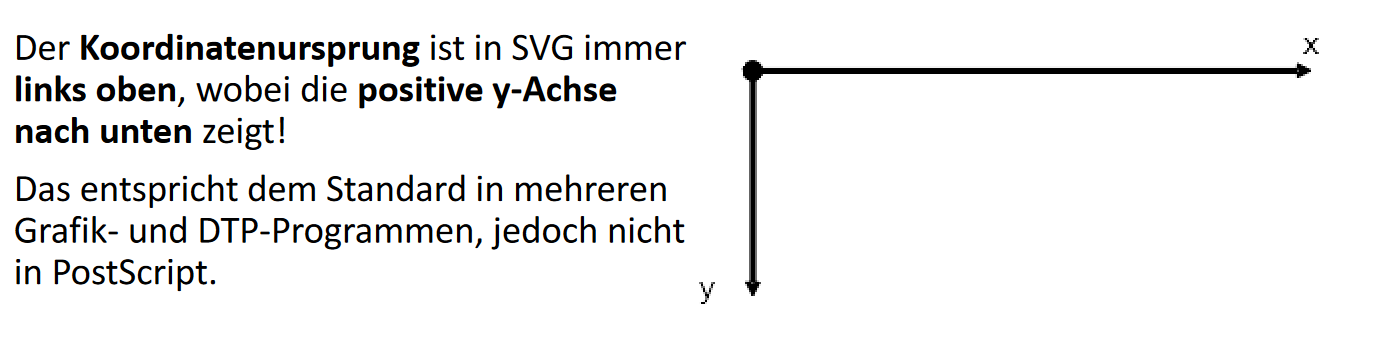 Der Koordinatenursprung ist in SVG immer
links oben, wobei die positive y-Achse
nach unten zeigt!
Das entspricht dem Standard in mehreren
Grafik- und DTP-Programmen, jedoch nicht
in PostScript.
x
y